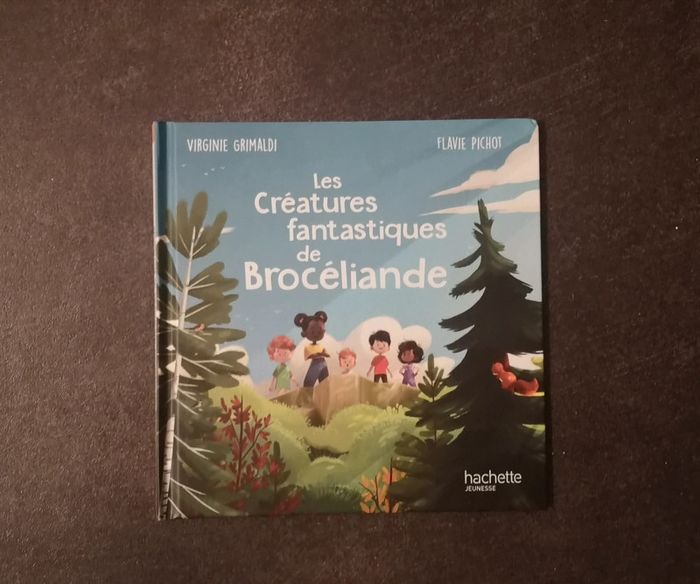 VIRGINIE GRIMALDI
FLAVIE PICHOT
Les
Créatures
fantastiques
de
Brocéliande
hachette
JEUNESSE